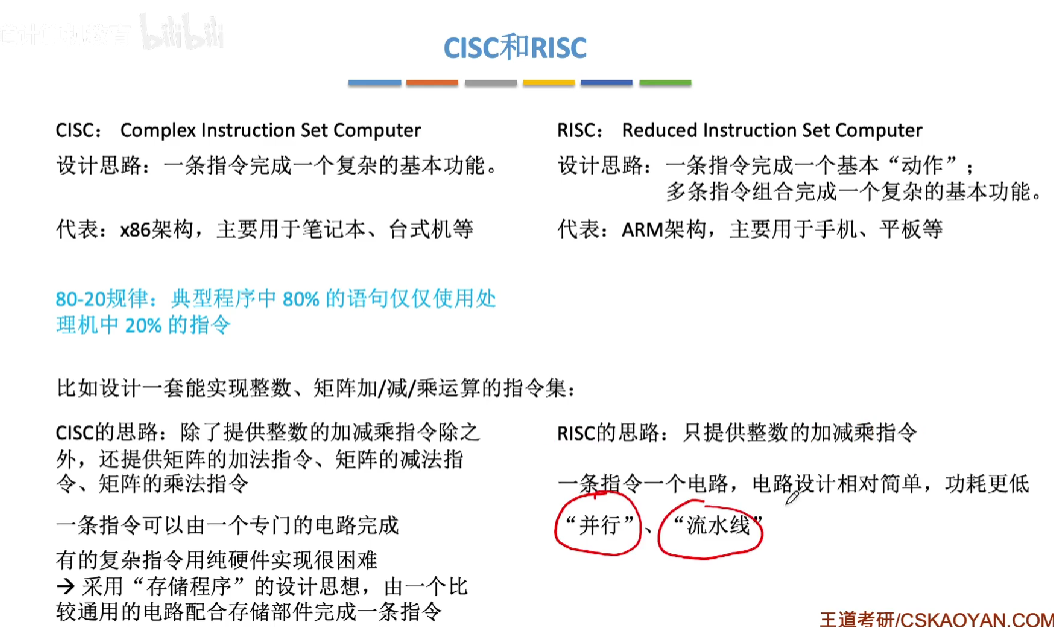 bilibili
CISC和RISC
CISC： Complex Instruction Set Computer
设计思路：一条指令完成一个复杂的基本功能。
代表：x86架构，主要用于笔记本、台式机等
RISC： Reduced Instruction Set Computer
设计思路：一条指令完成一个基本“动作”；
多条指令组合完成一个复杂的基本功能。
代表：ARM架构，主要用于手机、平板等
80-20规律：典型程序中 80% 的语句仅仅使用处
理机中 20% 的指令
比如设计一套能实现整数、矩阵加/减/乘运算的指令集：
CISC的思路：除了提供整数的加减乘指令除之
外，还提供矩阵的加法指令、矩阵的减法指
令、矩阵的乘法指令
一条指令可以由一个专门的电路完成
有的复杂指令用纯硬件实现很困难
→ 采用“存储程序”的设计思想，由一个比
较通用的电路配合存储部件完成一条指令
RISC的思路：只提供整数的加减乘指令
一条指令一个电路，电路设计相对简单，功耗更低
“并行”、“流水线”
王道考研/CSKAOYAN.COM